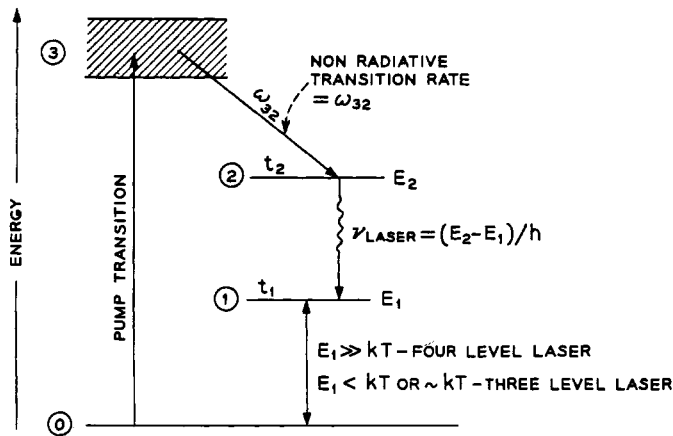 ENERGY
③
PUMP TRANSITION
ω32
NON RADIATIVE
TRANSITION RATE
= ω32
②
t2
E2
νLASER = (E2-E1)/h
①
t1
E1
E1 ≫ kT - FOUR LEVEL LASER
E1 < kT OR ~ kT - THREE LEVEL LASER
⓪